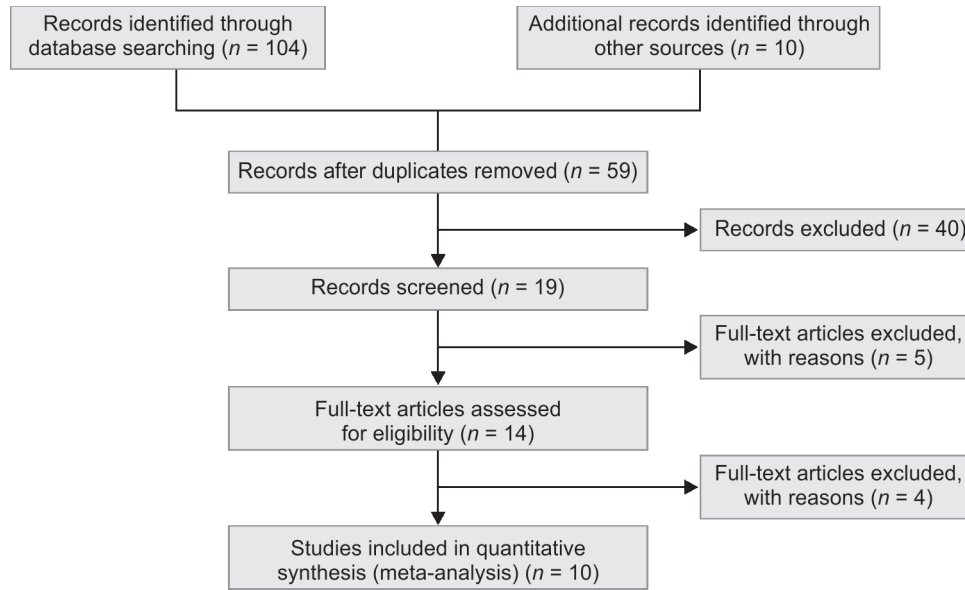 Records identified through
database searching (n = 104)
Additional records identified through
other sources (n = 10)
Records after duplicates removed (n = 59)
Records excluded (n = 40)
Records screened (n = 19)
Full-text articles excluded,
with reasons (n = 5)
Full-text articles assessed
for eligibility (n = 14)
Full-text articles excluded,
with reasons (n = 4)
Studies included in quantitative
synthesis (meta-analysis) (n = 10)